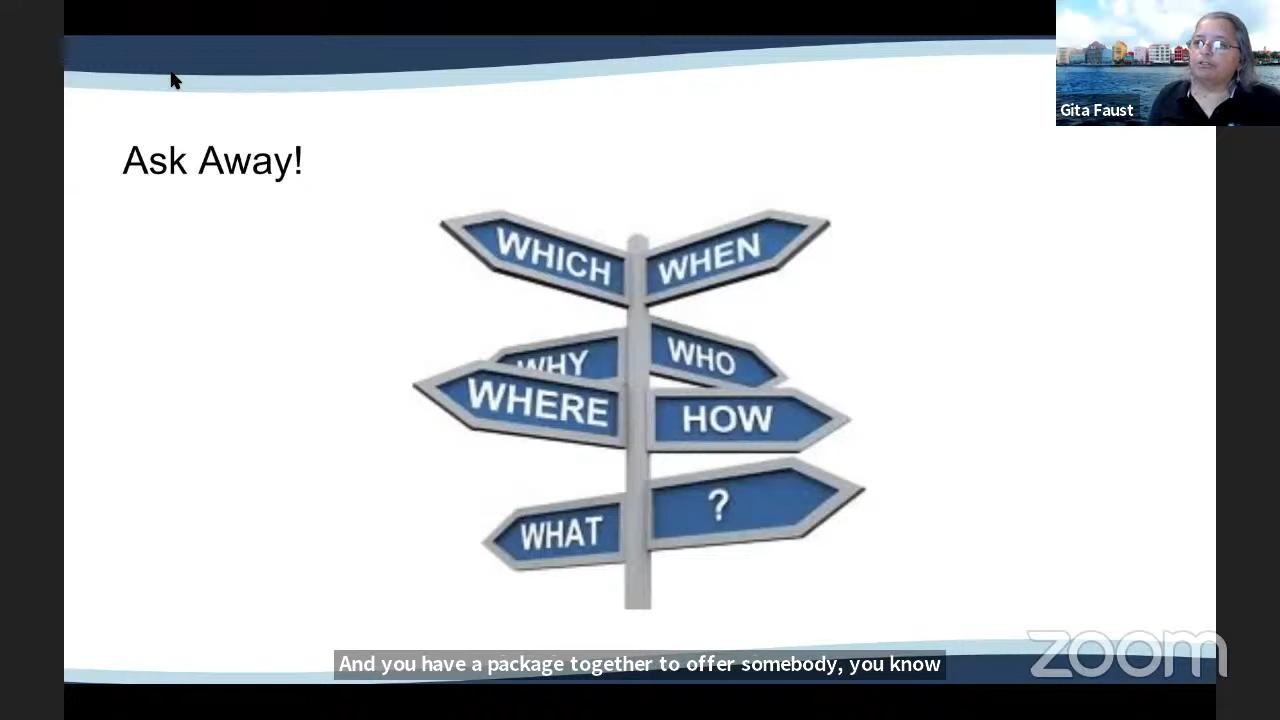 Gita Faust
Ask Away!
WHICH
WHEN
WHY
WHO
WHERE
HOW
WHAT
?
And you have a package together to offer somebody, you know
zoom